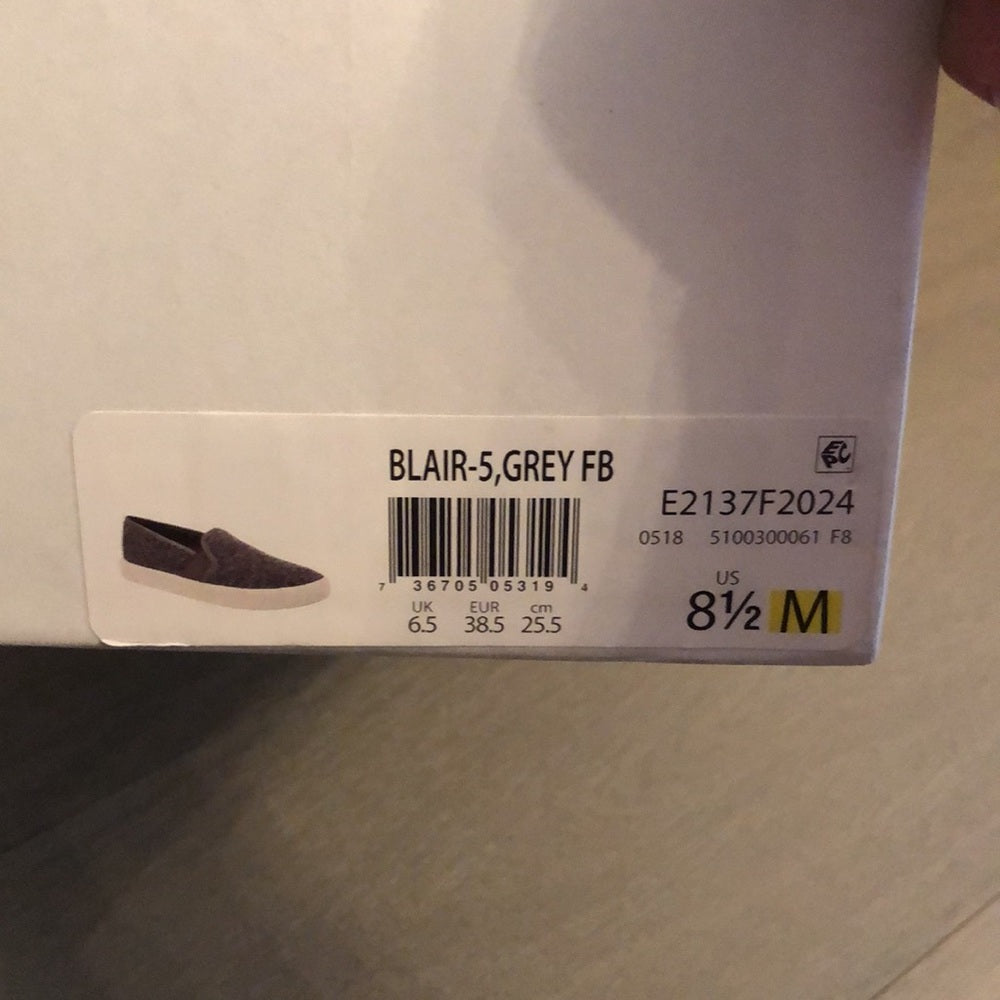 BLAIR-5,GREY FB
E2137F2024
0518 5100300061 F8
7 36705 05319 4
UK EUR cm
6.5 38.5 25.5
US
8½ M